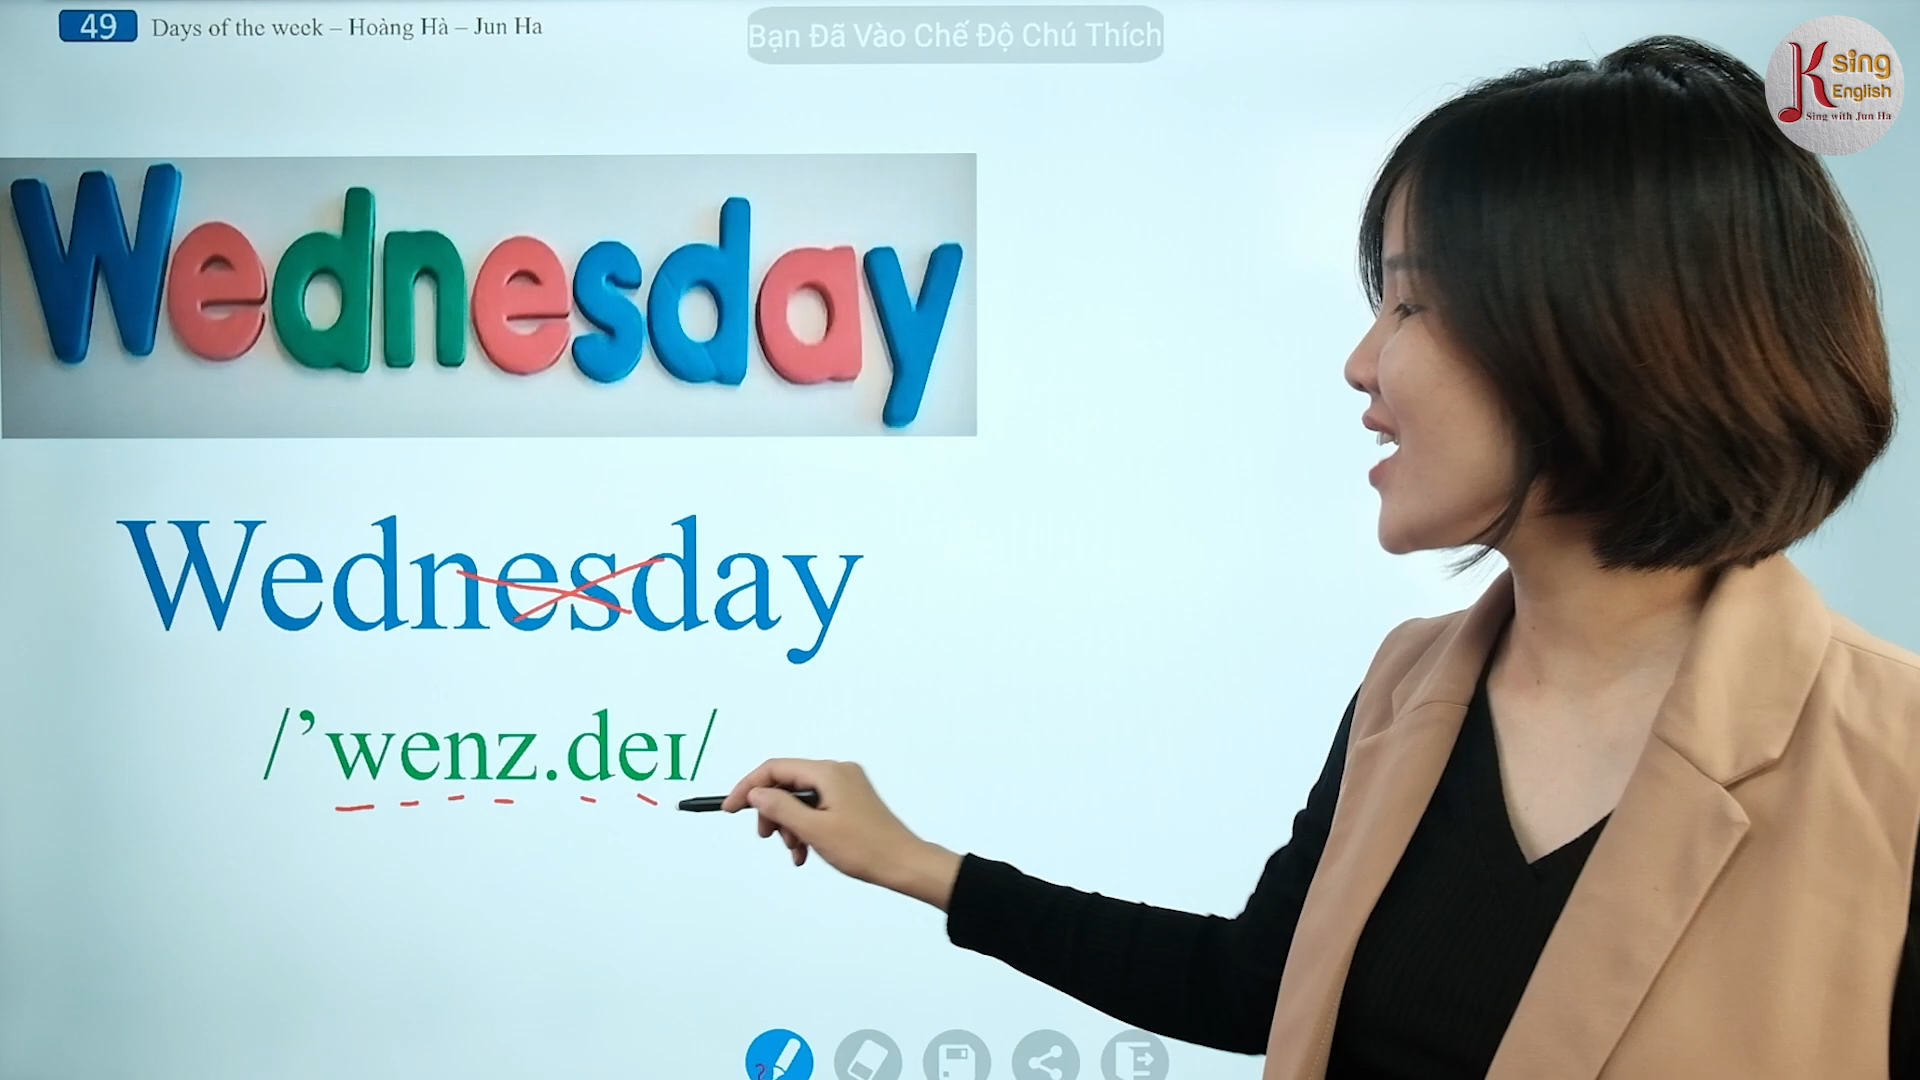 49 Days of the week – Hoàng Hà – Jun Ha
Bạn Đã Vào Chế Độ Chú Thích
Ksing
English
Sing with Jun Ha
Wednesday
Wednesday
/’wenz.deɪ/